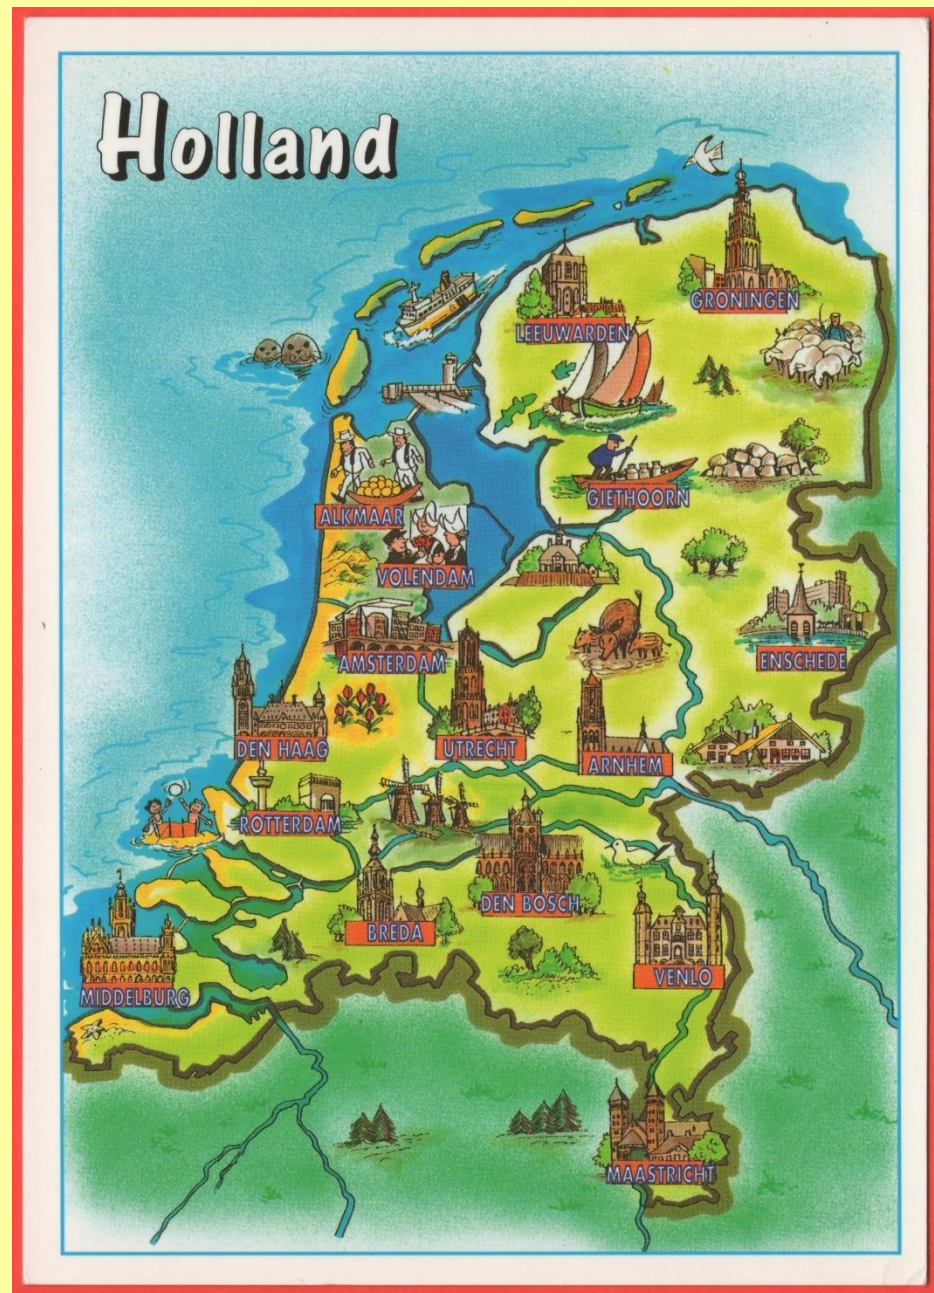 Holland
GRONINGEN
LEEUWARDEN
GIETHOORN
ALKMAAR
VOLENDAM
ENSCHEDE
AMSTERDAM
DEN HAAG
UTRECHT
ARNHEM
ROTTERDAM
DEN BOSCH
BREDA
VENLO
MIDDELBURG
MAASTRICHT